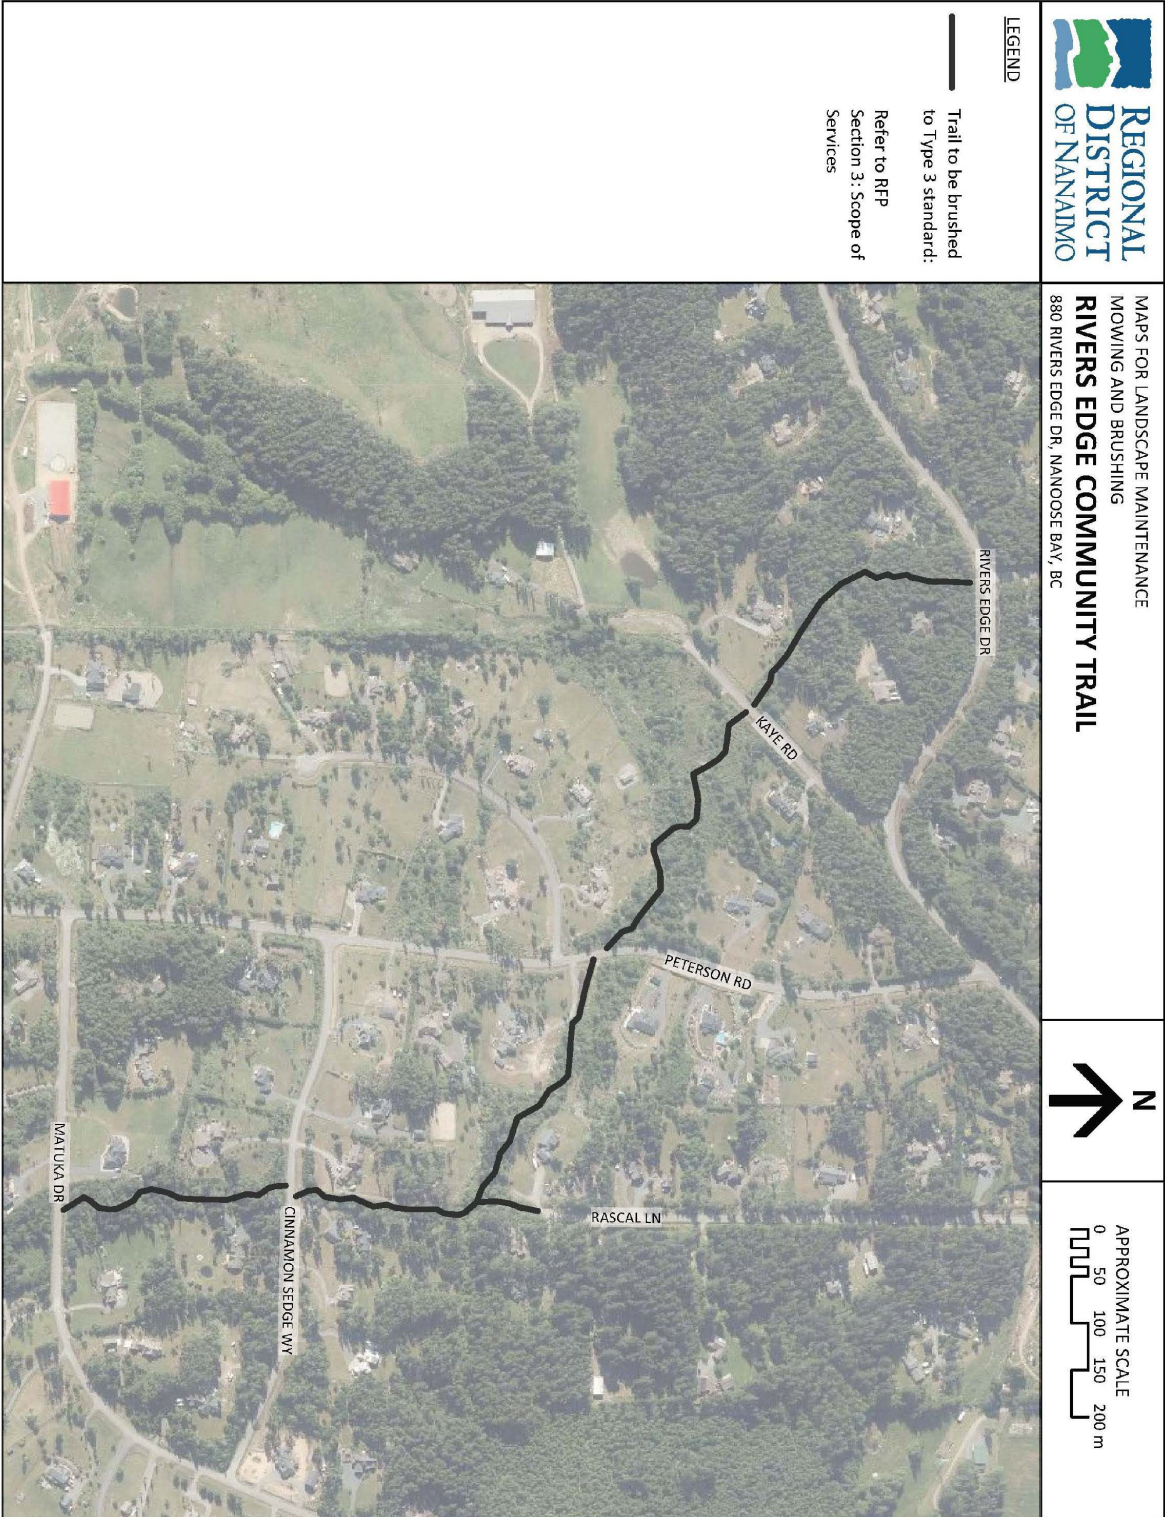 REGIONAL
DISTRICT
OF NANAIMO
MAPS FOR LANDSCAPE MAINTENANCE
MOWING AND BRUSHING
RIVERS EDGE COMMUNITY TRAIL
880 RIVERS EDGE DR, NANOOSE BAY, BC
N
APPROXIMATE SCALE
0 50 100 150 200 m
LEGEND
Trail to be brushed
to Type 3 standard:
Refer to RFP
Section 3: Scope of
Services
RIVERS EDGE DR
KAYE RD
PETERSON RD
RASCAL LN
CINNAMON SEDGE WY
MATUKA DR